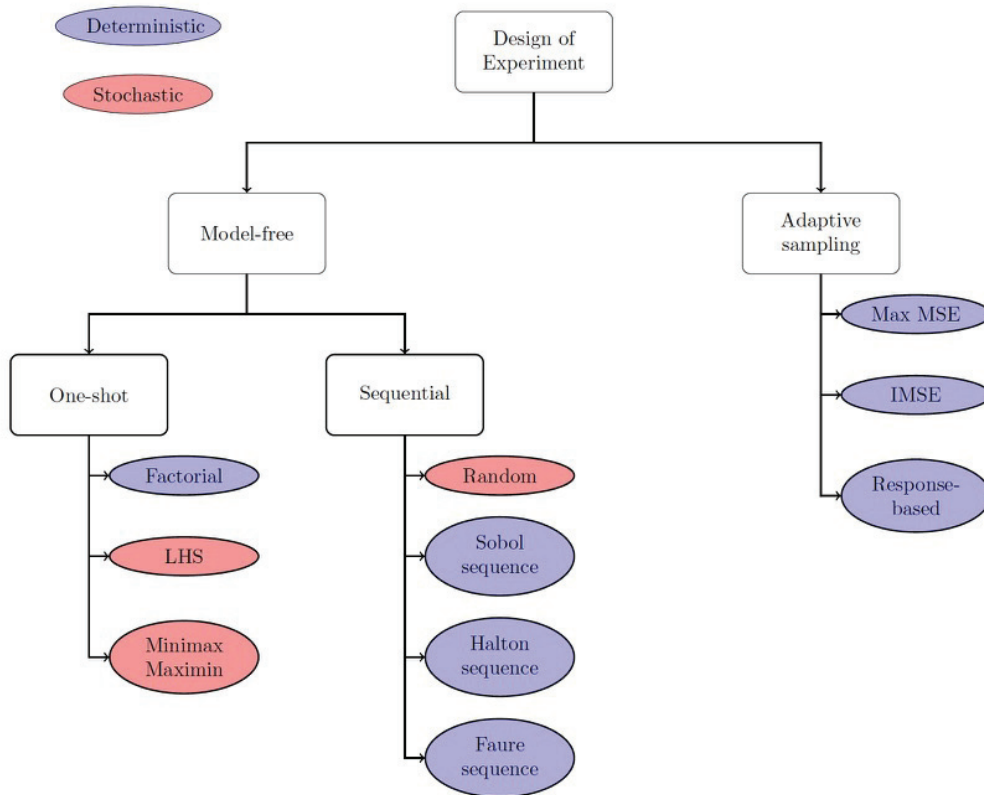 Deterministic
Stochastic
Design of
Experiment
Model-free
Adaptive
sampling
One-shot
Sequential
Max MSE
IMSE
Response-
based
Factorial
LHS
Minimax
Maximin
Random
Sobol
sequence
Halton
sequence
Faure
sequence